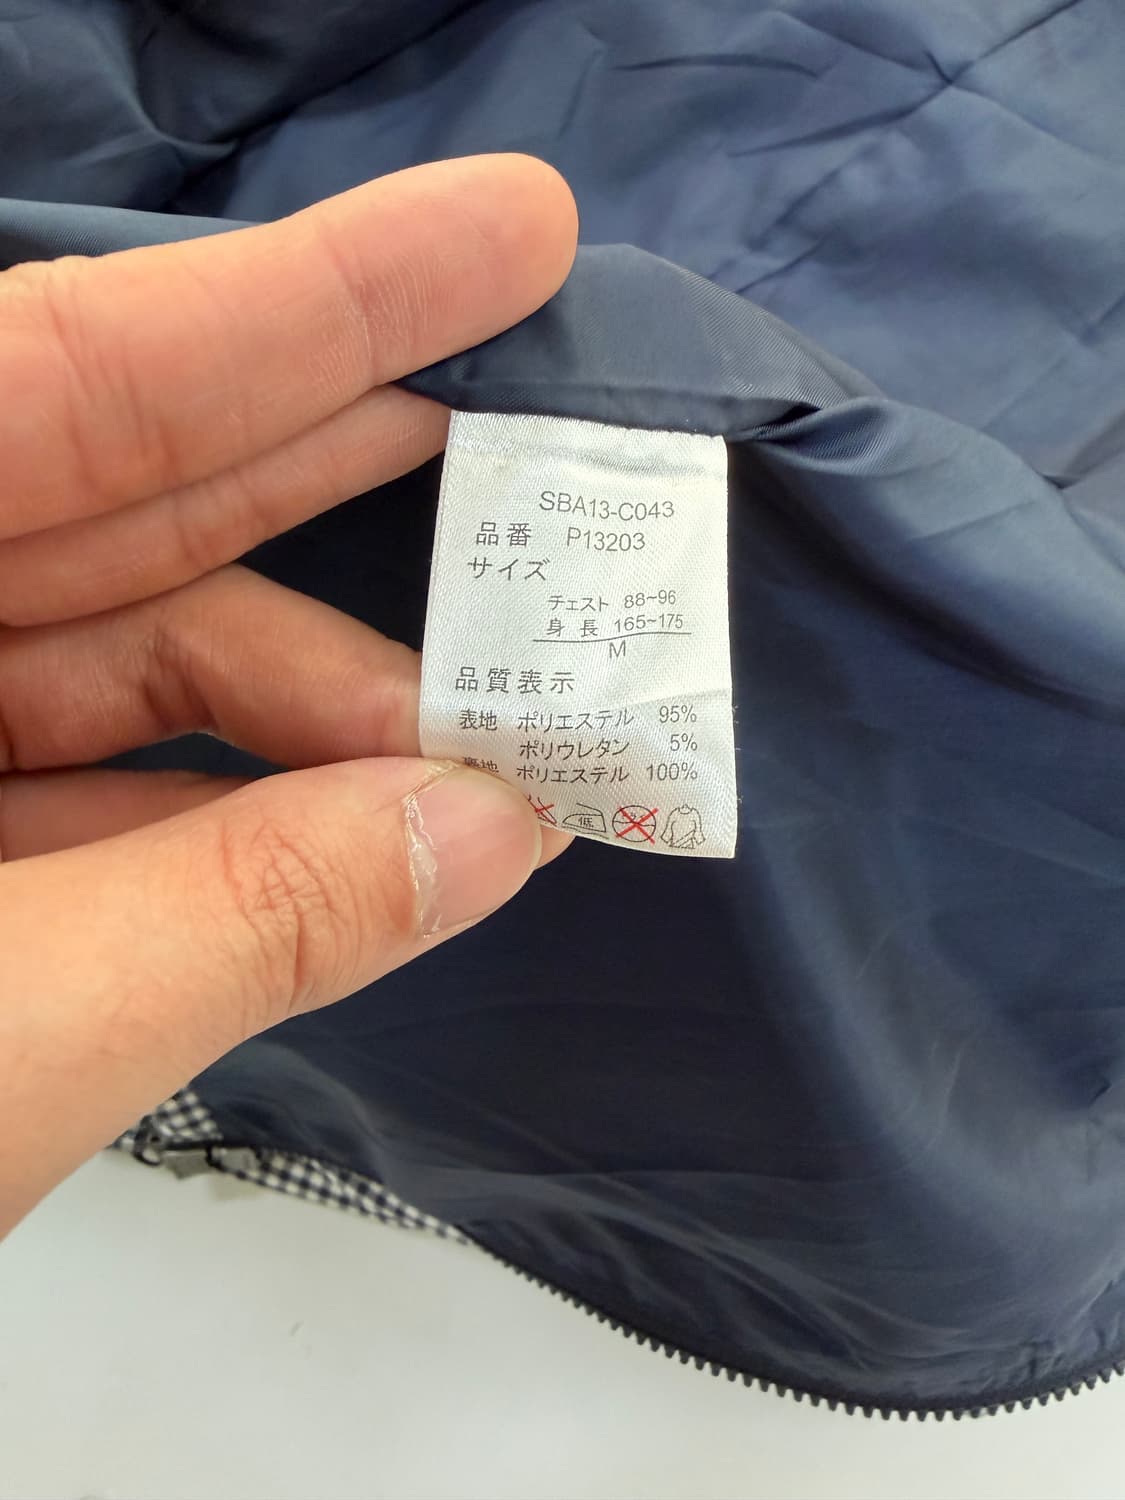 SBA13-C043
品番 P13203
サイズ
チェスト 88~96
身長 165~175
M
品質表示
表地 ポリエステル 95%
ポリウレタン 5%
裏地 ポリエステル 100%
低